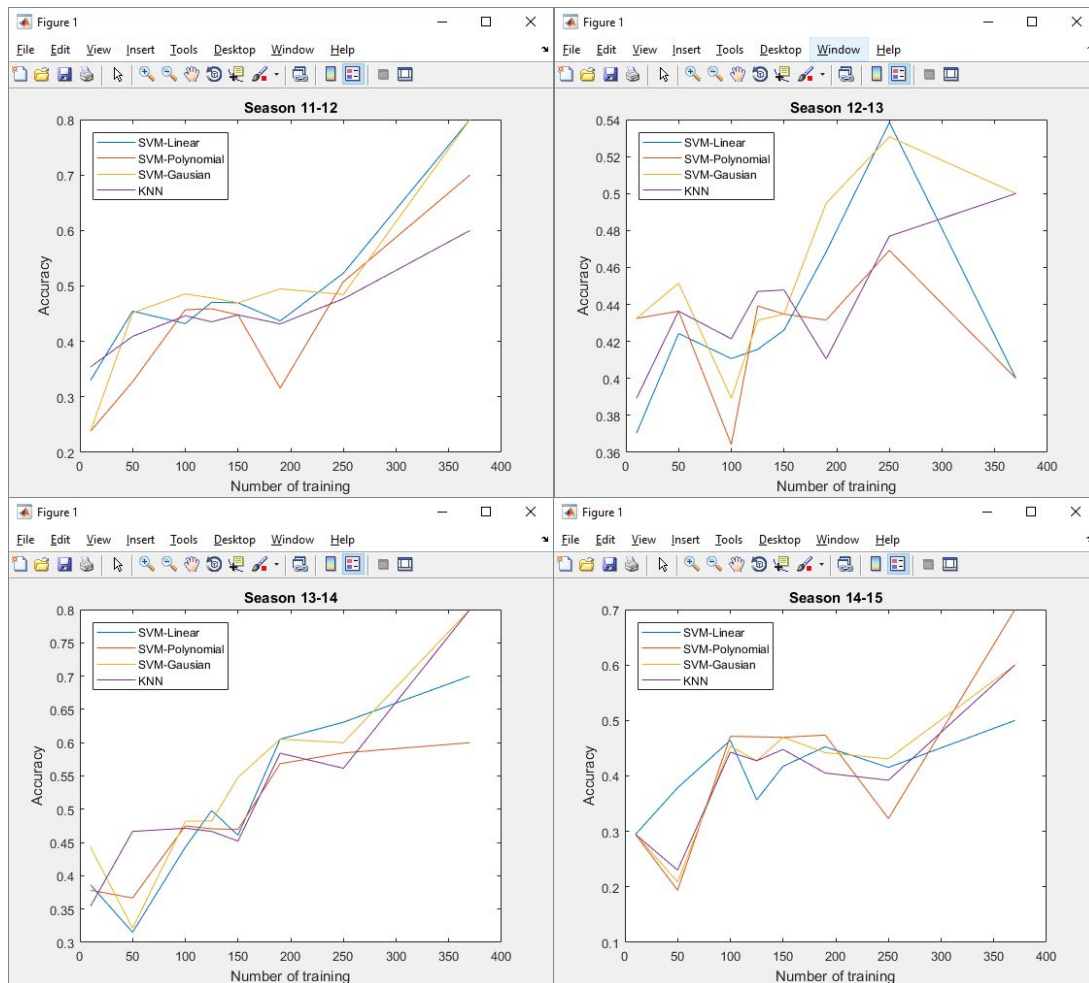 Figure 1
File Edit View Insert Tools Desktop Window Help
Season 11-12
SVM-Linear
SVM-Polynomial
SVM-Gausian
KNN
0.8
0.7
0.6
0.5
0.4
0.3
0.2
Accuracy
0 50 100 150 200 250 300 350 400
Number of training
Figure 1
File Edit View Insert Tools Desktop Window Help
Season 12-13
SVM-Linear
SVM-Polynomial
SVM-Gausian
KNN
0.54
0.52
0.5
0.48
0.46
0.44
0.42
0.4
0.38
0.36
Accuracy
0 50 100 150 200 250 300 350 400
Number of training
Figure 1
File Edit View Insert Tools Desktop Window Help
Season 13-14
SVM-Linear
SVM-Polynomial
SVM-Gausian
KNN
0.8
0.75
0.7
0.65
0.6
0.55
0.5
0.45
0.4
0.35
0.3
Accuracy
0 50 100 150 200 250 300 350 400
Number of training
Figure 1
File Edit View Insert Tools Desktop Window Help
Season 14-15
SVM-Linear
SVM-Polynomial
SVM-Gausian
KNN
0.7
0.6
0.5
0.4
0.3
0.2
0.1
Accuracy
0 50 100 150 200 250 300 350 400
Number of training